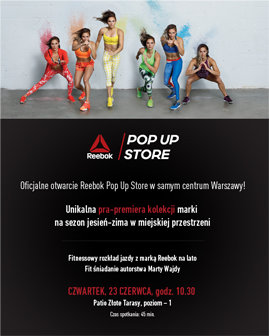 Reebok
POP UP
STORE
Oficjalne otwarcie Reebok Pop Up Store w samym centrum Warszawy!
Unikalna pra-premiera kolekcji marki
na sezon jesień-zima w miejskiej przestrzeni
Fitnessowy rozkład jazdy z marką Reebok na lato
Fit śniadanie autorstwa Marty Wajdy
CZWARTEK, 23 CZERWCA, godz. 10.30
Patio Złote Tarasy, poziom – 1
Czas spotkania: 45 min.